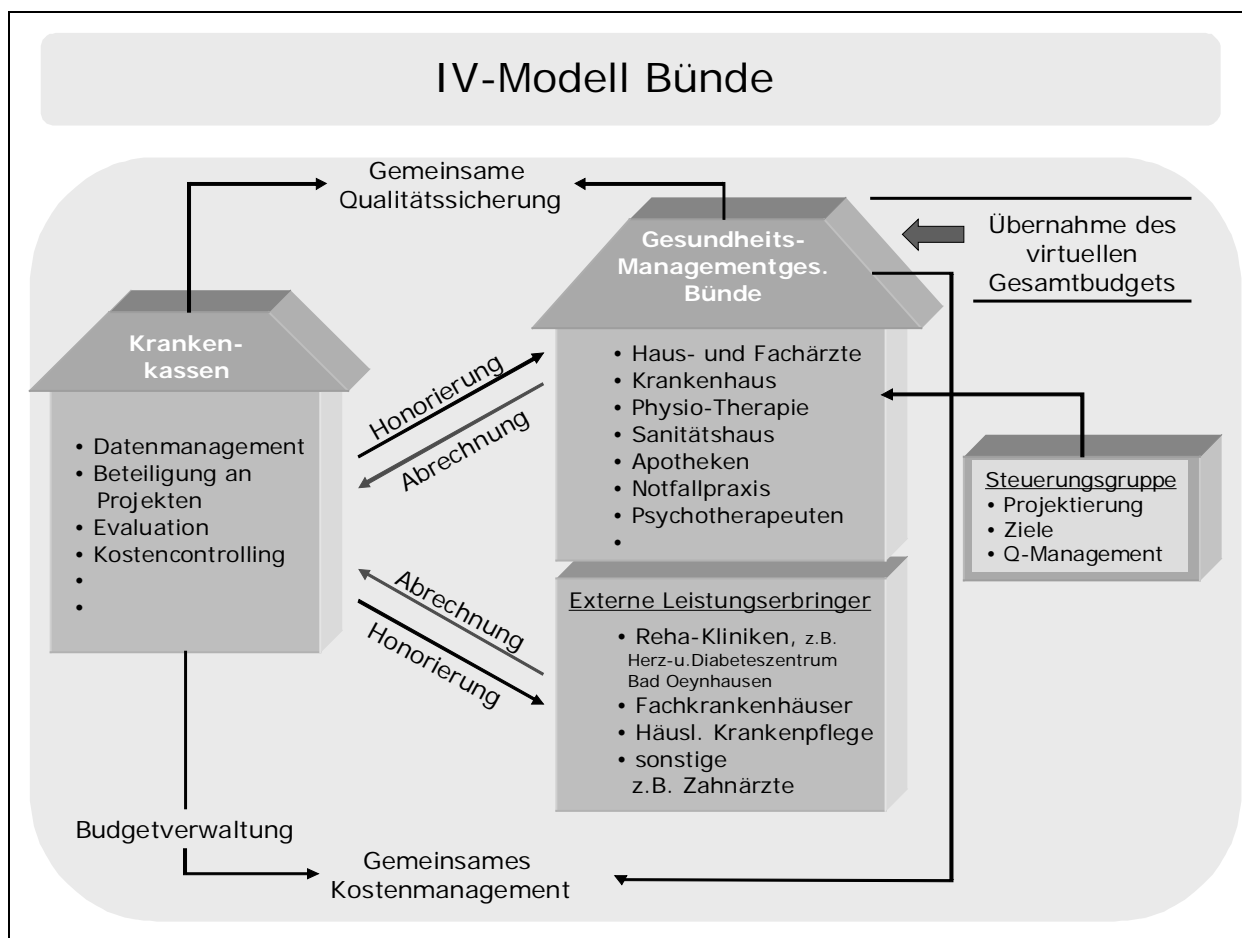 IV-Modell Bünde
Gemeinsame
Qualitätssicherung
Kranken-
kassen
• Datenmanagement
• Beteiligung an
Projekten
• Evaluation
• Kostencontrolling
•
•
Honorierung
Abrechnung
Abrechnung
Honorierung
Gesundheits-
Managementges.
Bünde
• Haus- und Fachärzte
• Krankenhaus
• Physio-Therapie
• Sanitätshaus
• Apotheken
• Notfallpraxis
• Psychotherapeuten
•
Externe Leistungserbringer
• Reha-Kliniken, z.B.
Herz-u.Diabeteszentrum
Bad Oeynhausen
• Fachkrankenhäuser
• Häusl. Krankenpflege
• sonstige
z.B. Zahnärzte
Übernahme des
virtuellen
Gesamtbudgets
Steuerungsgruppe
• Projektierung
• Ziele
• Q-Management
Budgetverwaltung
Gemeinsames
Kostenmanagement